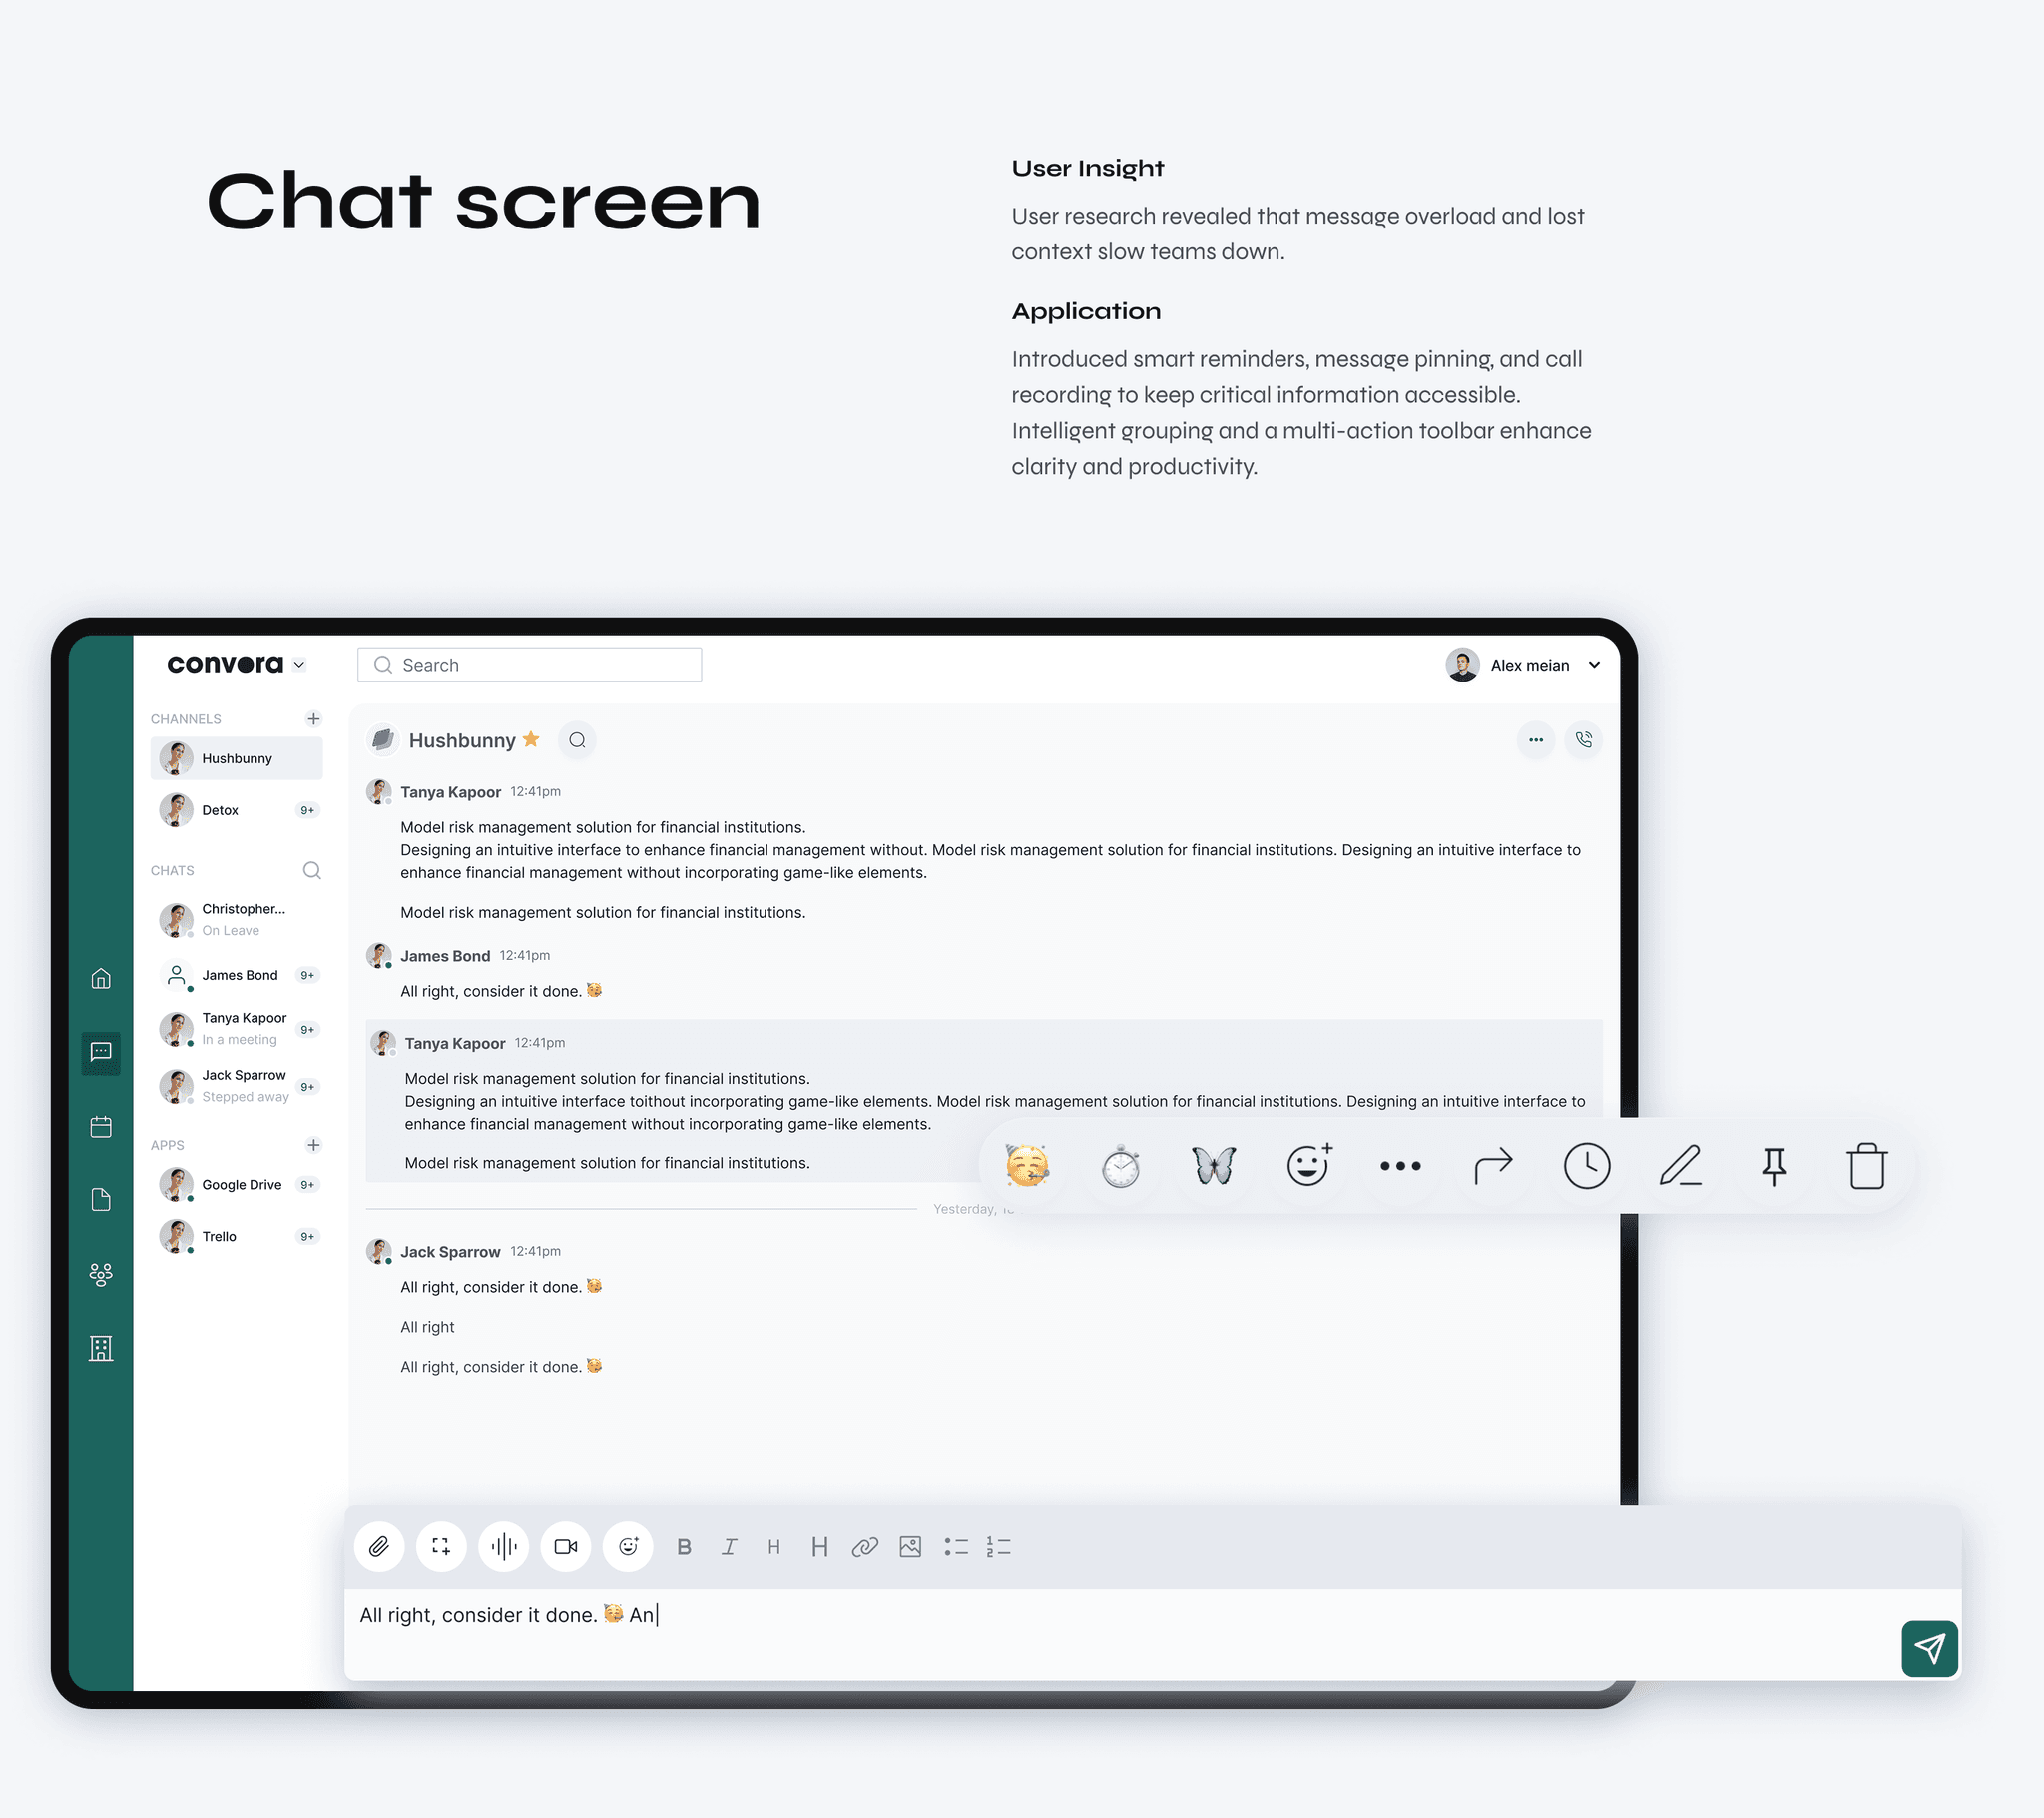 Chat screen
User Insight
User research revealed that message overload and lost
context slow teams down.
Application
Introduced smart reminders, message pinning, and call
recording to keep critical information accessible.
Intelligent grouping and a multi-action toolbar enhance
clarity and productivity.
convora
Search
Alex meian
CHANNELS
Hushbunny
Detox 9+
CHATS
Christopher...
On Leave
James Bond 9+
Tanya Kapoor
In a meeting
9+
Jack Sparrow
Stepped away
9+
APPS
Google Drive 9+
Trello 9+
Hushbunny
Tanya Kapoor 12:41pm
Model risk management solution for financial institutions.
Designing an intuitive interface to enhance financial management without. Model risk management solution for financial institutions. Designing an intuitive interface to
enhance financial management without incorporating game-like elements.
Model risk management solution for financial institutions.
James Bond 12:41pm
All right, consider it done. 🥳
Tanya Kapoor 12:41pm
Model risk management solution for financial institutions.
Designing an intuitive interface toithout incorporating game-like elements. Model risk management solution for financial institutions. Designing an intuitive interface to
enhance financial management without incorporating game-like elements.
Model risk management solution for financial institutions.
Yesterday,
Jack Sparrow 12:41pm
All right, consider it done. 🥳
All right
All right, consider it done. 🥳
B I H H
All right, consider it done. 🥳 An